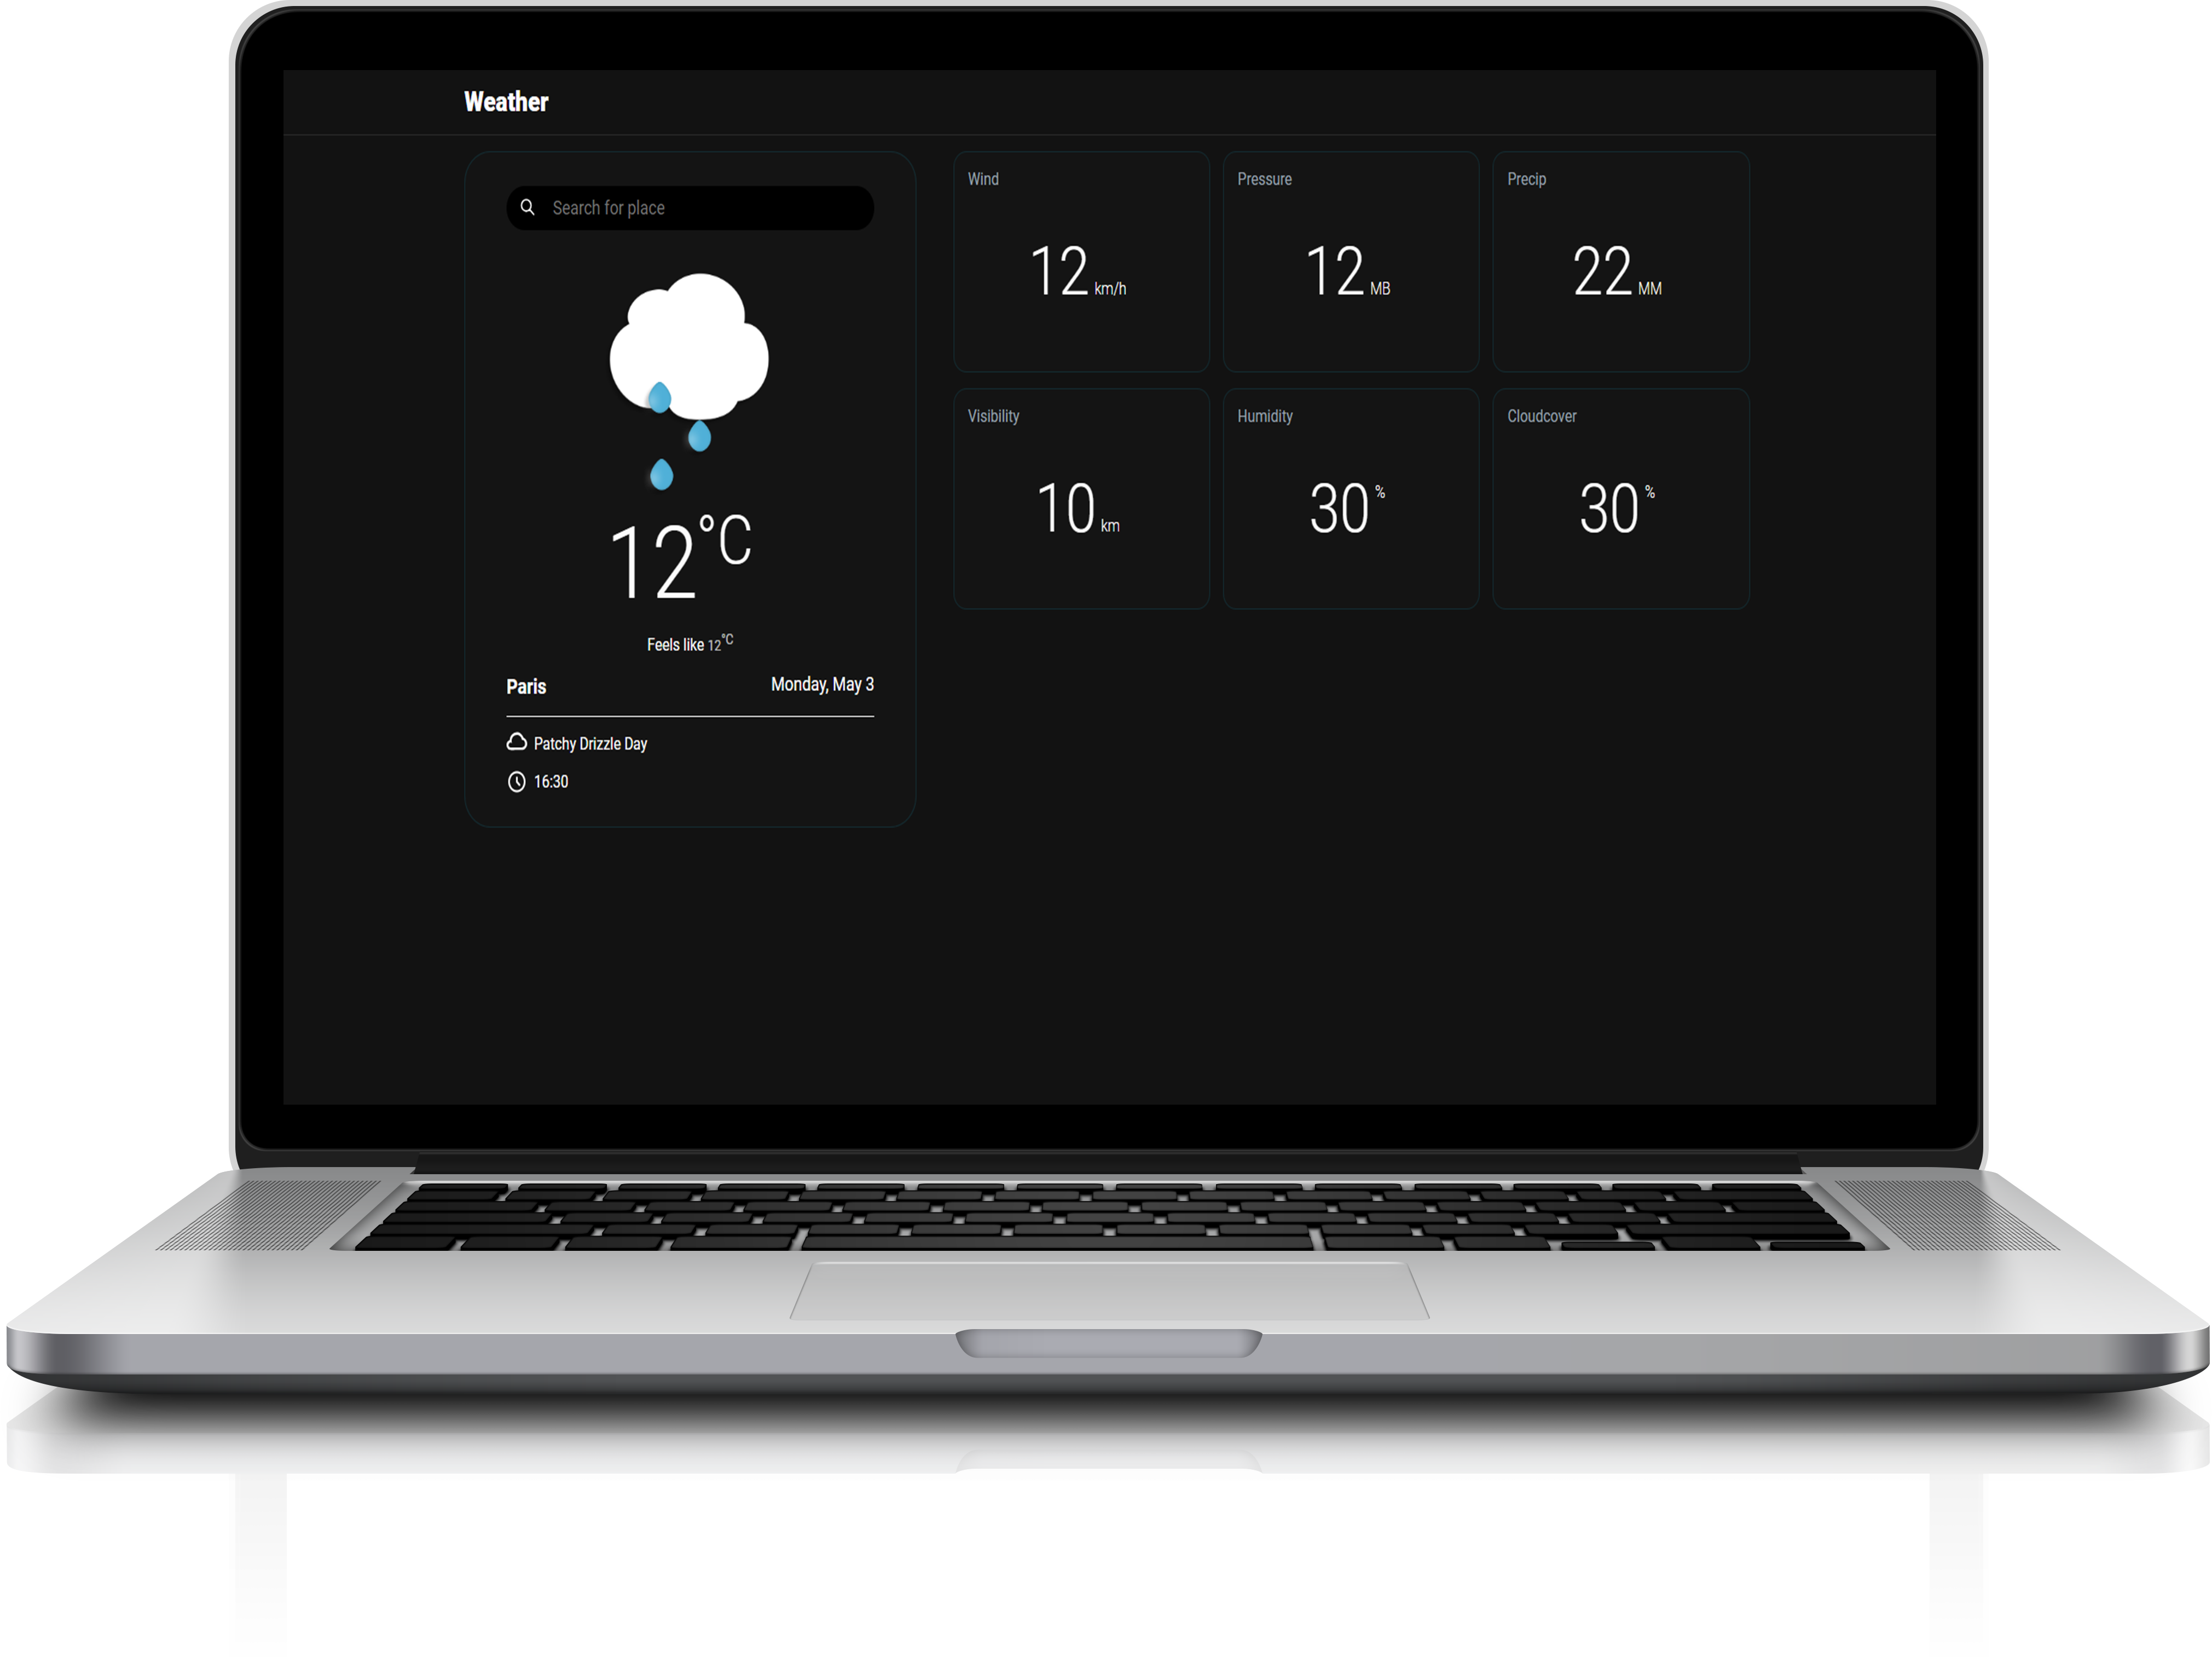 Weather
Search for place
12°C
Feels like 12°C
Paris
Monday, May 3
Patchy Drizzle Day
16:30
Wind
12 km/h
Pressure
12 MB
Precip
22 MM
Visibility
10 km
Humidity
30 %
Cloudcover
30 %